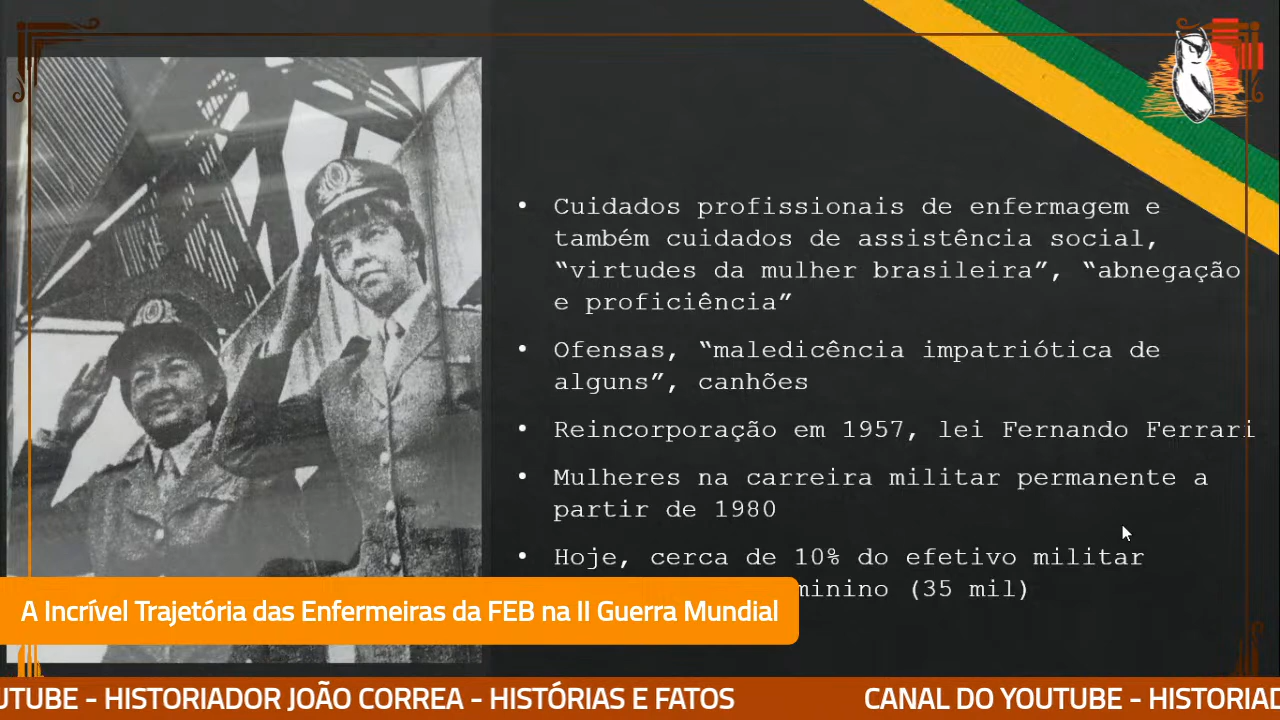 • Cuidados profissionais de enfermagem e
também cuidados de assistência social,
“virtudes da mulher brasileira”, “abnegação
e proficiência”
• Ofensas, “maledicência impatriótica de
alguns”, canhões
• Reincorporação em 1957, lei Fernando Ferrari
• Mulheres na carreira militar permanente a
partir de 1980
• Hoje, cerca de 10% do efetivo militar
minino (35 mil)
A Incrível Trajetória das Enfermeiras da FEB na II Guerra Mundial
UTUBE - HISTORIADOR JOÃO CORREA - HISTÓRIAS E FATOS CANAL DO YOUTUBE - HISTORIAD